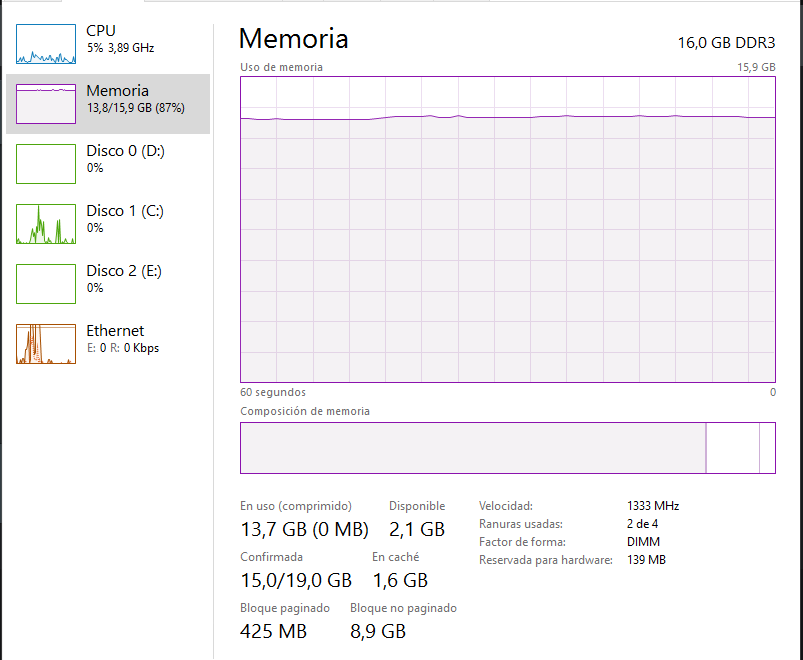 CPU
5% 3,89 GHz
Memoria
13,8/15,9 GB (87%)
Disco 0 (D:)
0%
Disco 1 (C:)
0%
Disco 2 (E:)
0%
Ethernet
E: 0 R: 0 Kbps
Memoria 16,0 GB DDR3
Uso de memoria 15,9 GB
60 segundos 0
Composición de memoria
En uso (comprimido) Disponible
13,7 GB (0 MB) 2,1 GB
Confirmada En caché
15,0/19,0 GB 1,6 GB
Bloque paginado Bloque no paginado
425 MB 8,9 GB
Velocidad: 1333 MHz
Ranuras usadas: 2 de 4
Factor de forma: DIMM
Reservada para hardware: 139 MB